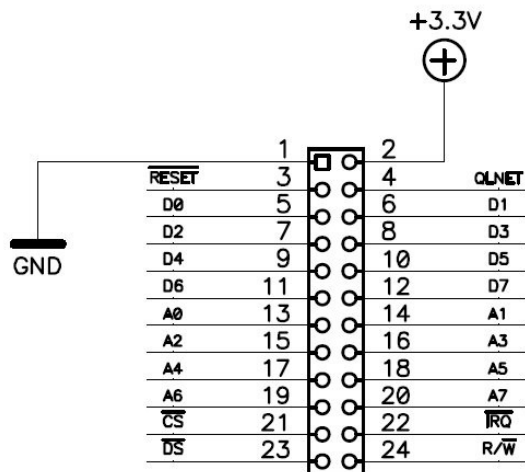 +3.3V
1 2
RESET 3 4 QLNET
D0 5 6 D1
D2 7 8 D3
D4 9 10 D5
GND
D6 11 12 D7
A0 13 14 A1
A2 15 16 A3
A4 17 18 A5
A6 19 20 A7
CS 21 22 IRQ
DS 23 24 R/W